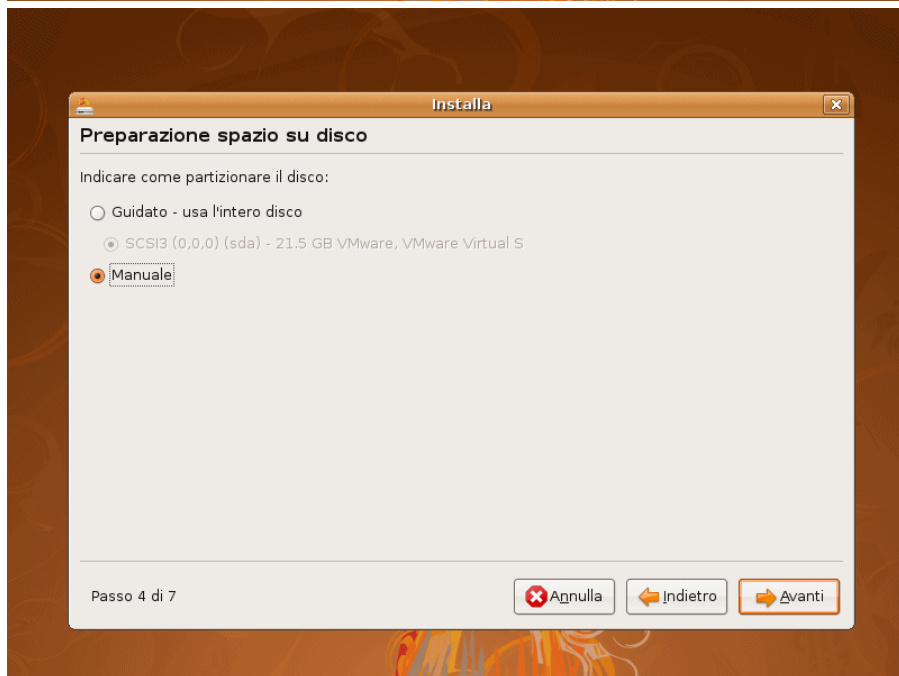 Installa
Preparazione spazio su disco
Indicare come partizionare il disco:
Guidato - usa l'intero disco
SCSI3 (0,0,0) (sda) - 21.5 GB VMware, VMware Virtual S
Manuale
Passo 4 di 7
Annulla
Indietro
Avanti